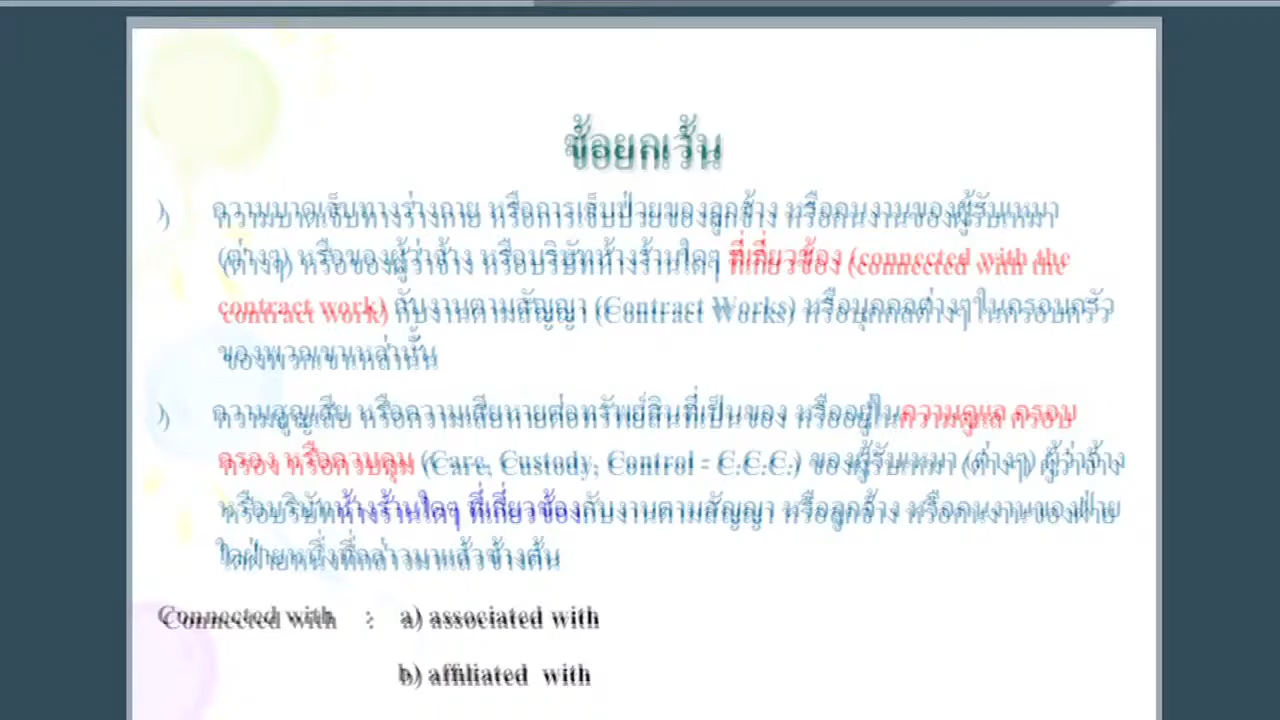 ข้อยกเว้น
) ความบาดเจ็บทางร่างกาย หรือการเจ็บป่วยของลูกจ้าง หรือคนงานของผู้รับเหมา
(ต่างๆ) หรือของผู้ว่าจ้าง หรือบริษัทห้างร้านใดๆ ที่เกี่ยวข้อง (connected with the
contract work) กับงานตามสัญญา (Contract Works) หรือบุคคลต่างๆในครอบครัว
ของพวกเขาเหล่านั้น
) ความสูญเสีย หรือความเสียหายต่อทรัพย์สินที่เป็นของ หรืออยู่ในความดูแล ครอบ
ครอง หรือควบคุม (Care, Custody, Control = C.C.C.) ของผู้รับเหมา (ต่างๆ) ผู้ว่าจ้าง
หรือบริษัทห้างร้านใดๆ ที่เกี่ยวข้องกับงานตามสัญญา หรือลูกจ้าง หรือคนงานของฝ่าย
ใดฝ่ายหนึ่งที่กล่าวมาแล้วข้างต้น
Connected with : a) associated with
b) affiliated with